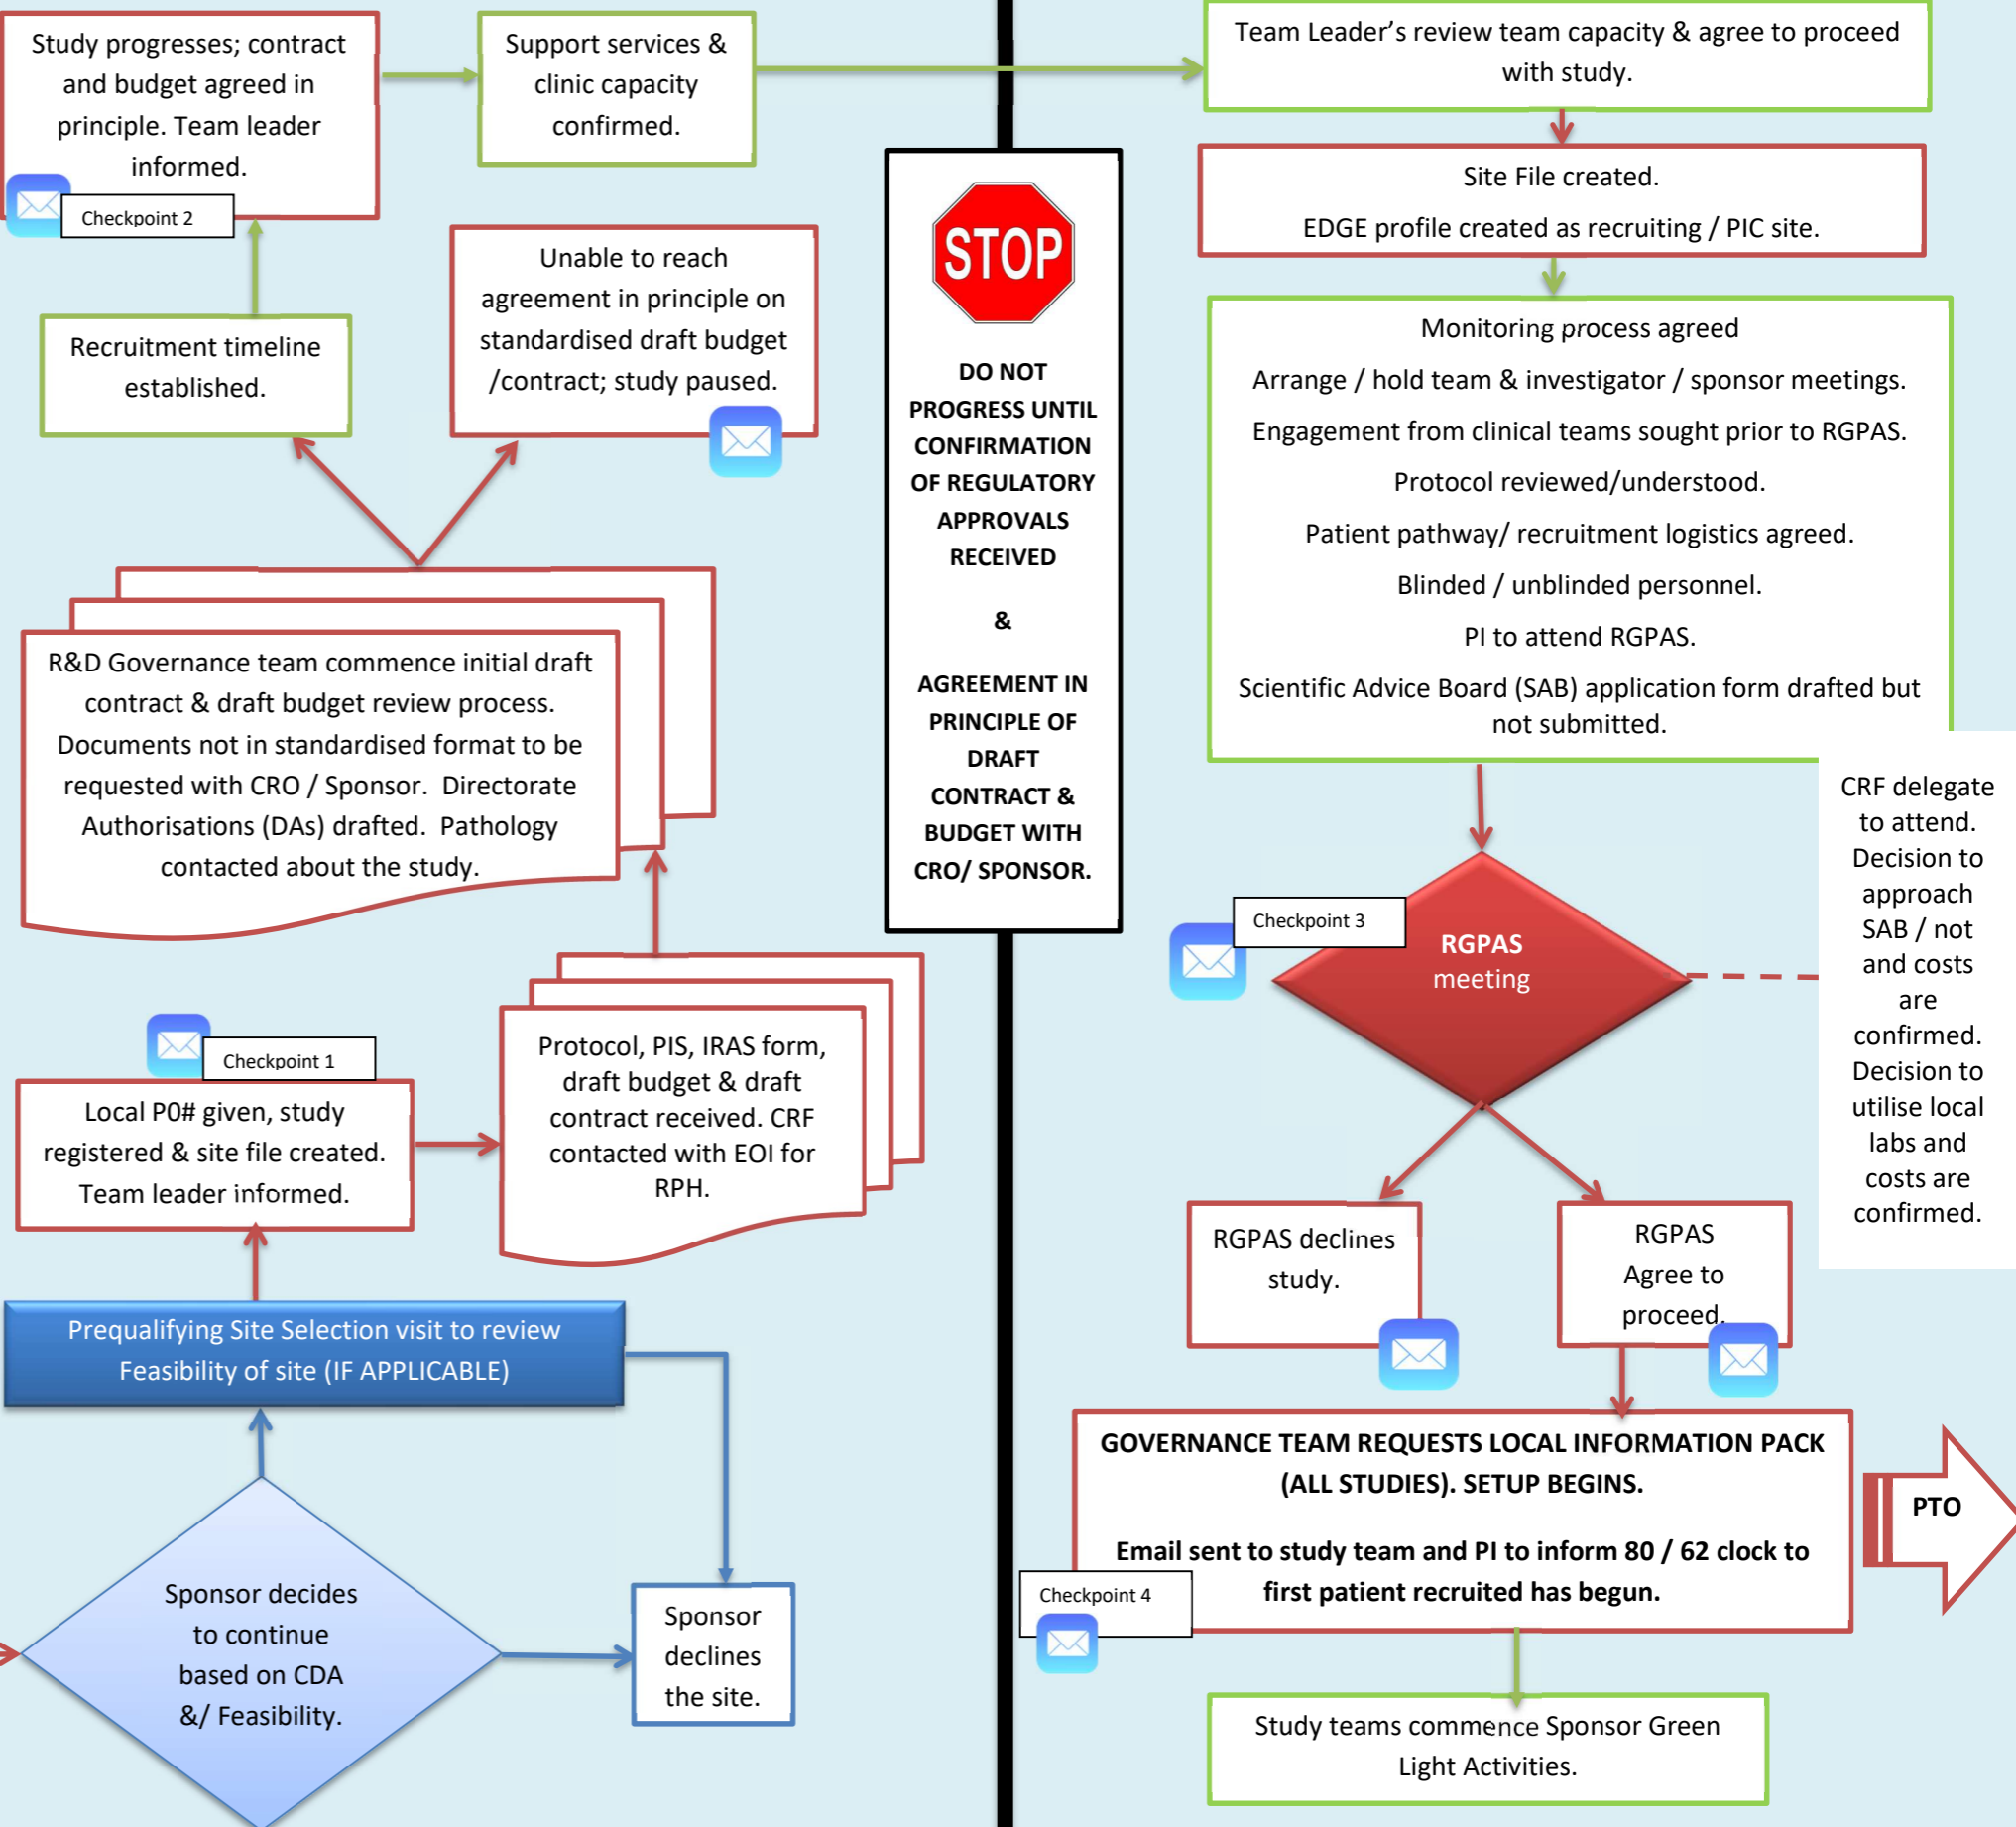 Study progresses; contract
and budget agreed in
principle. Team leader
informed.
Checkpoint 2
Support services &
clinic capacity
confirmed.
Recruitment timeline
established.
Unable to reach
agreement in principle on
standardised draft budget
/contract; study paused.
R&D Governance team commence initial draft
contract & draft budget review process.
Documents not in standardised format to be
requested with CRO / Sponsor. Directorate
Authorisations (DAs) drafted. Pathology
contacted about the study.
Checkpoint 1
Local P0# given, study
registered & site file created.
Team leader informed.
Protocol, PIS, IRAS form,
draft budget & draft
contract received. CRF
contacted with EOI for
RPH.
Prequalifying Site Selection visit to review
Feasibility of site (IF APPLICABLE)
Sponsor decides
to continue
based on CDA
&/ Feasibility.
Sponsor
declines
the site.
STOP
DO NOT
PROGRESS UNTIL
CONFIRMATION
OF REGULATORY
APPROVALS
RECEIVED
&
AGREEMENT IN
PRINCIPLE OF
DRAFT
CONTRACT &
BUDGET WITH
CRO/ SPONSOR.
Team Leader's review team capacity & agree to proceed
with study.
Site File created.
EDGE profile created as recruiting / PIC site.
Monitoring process agreed
Arrange / hold team & investigator / sponsor meetings.
Engagement from clinical teams sought prior to RGPAS.
Protocol reviewed/understood.
Patient pathway/ recruitment logistics agreed.
Blinded / unblinded personnel.
PI to attend RGPAS.
Scientific Advice Board (SAB) application form drafted but
not submitted.
Checkpoint 3
RGPAS
meeting
CRF delegate
to attend.
Decision to
approach
SAB / not
and costs
are
confirmed.
Decision to
utilise local
labs and
costs are
confirmed.
RGPAS declines
study.
RGPAS
Agree to
proceed.
GOVERNANCE TEAM REQUESTS LOCAL INFORMATION PACK
(ALL STUDIES). SETUP BEGINS.
Email sent to study team and PI to inform 80 / 62 clock to
first patient recruited has begun.
Checkpoint 4
PTO
Study teams commence Sponsor Green
Light Activities.